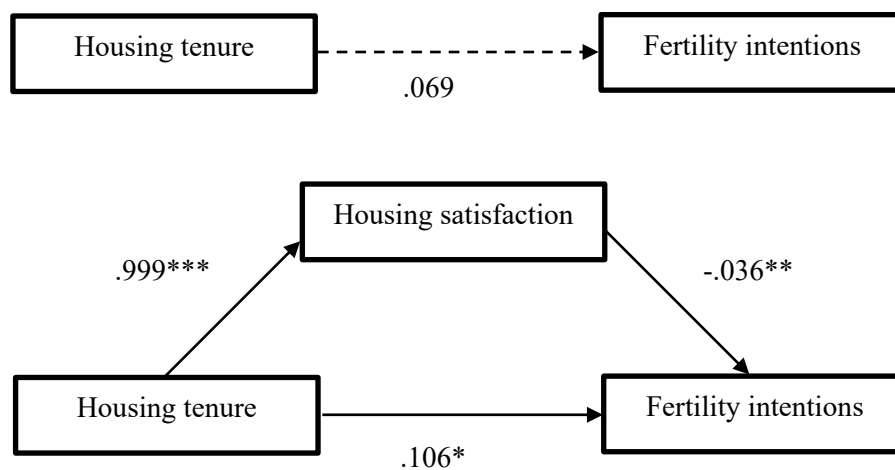 Housing tenure
Fertility intentions
.069
Housing satisfaction
.999***
-.036**
Housing tenure
Fertility intentions
.106*